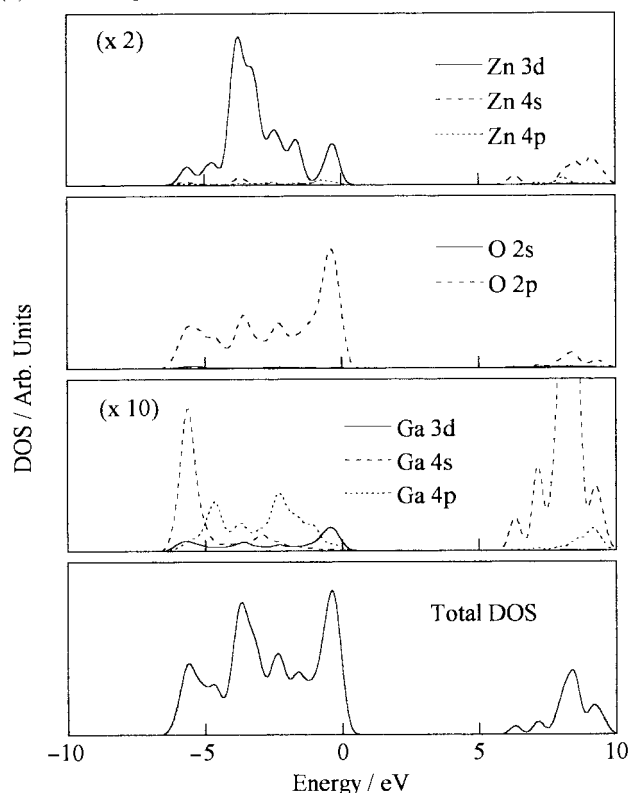 (x 2)
Zn 3d
Zn 4s
Zn 4p
O 2s
O 2p
(x 10)
Ga 3d
Ga 4s
Ga 4p
Total DOS
DOS / Arb. Units
−10 −5 0 5 10
Energy / eV